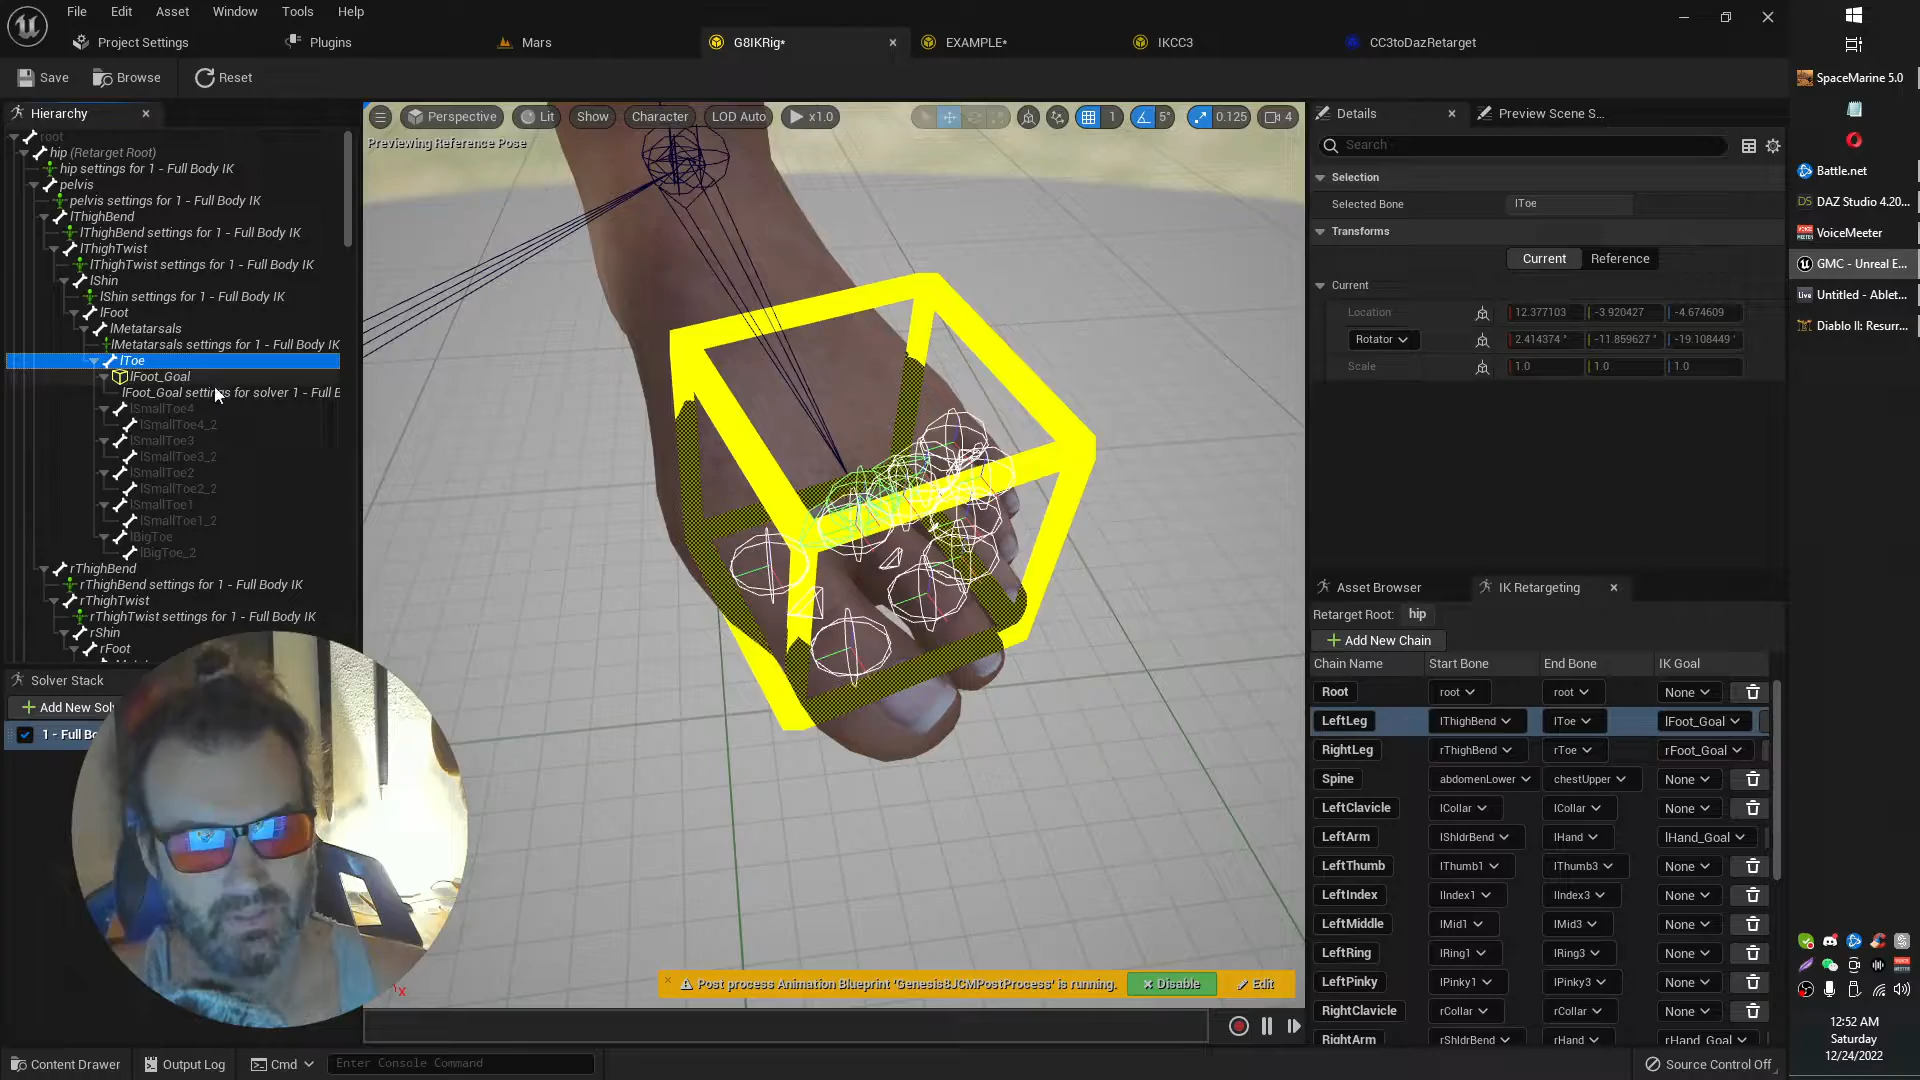 File Edit Asset Window Tools Help
Project Settings Plugins Mars G8IKRig* EXAMPLE* IKCC3 CC3toDazRetarget
Save Browse Reset
Hierarchy
root
hip (Retarget Root)
hip settings for 1 - Full Body IK
pelvis
pelvis settings for 1 - Full Body IK
lThighBend
lThighBend settings for 1 - Full Body IK
lThighTwist
lThighTwist settings for 1 - Full Body IK
lShin
lShin settings for 1 - Full Body IK
lFoot
lMetatarsals
lMetatarsals settings for 1 - Full Body IK
lToe
lFoot_Goal
lFoot_Goal settings for solver 1 - Full B
lSmallToe4
lSmallToe4_2
lSmallToe3
lSmallToe3_2
lSmallToe2
lSmallToe2_2
lSmallToe1
lSmallToe1_2
lBigToe
lBigToe_2
rThighBend
rThighBend settings for 1 - Full Body IK
rThighTwist
rThighTwist settings for 1 - Full Body IK
rShin
rFoot
Solver Stack
Add New Sol
1 - Full Bo
Perspective Lit Show Character LOD Auto x1.0 1 5° 0.125 4
Previewing Reference Pose
Post process Animation Blueprint 'Genesis8JCMPostProcess' is running. Disable Edit
x
Details Preview Scene S...
Search
Selection
Selected Bone lToe
Transforms
Current Reference
Current
Location 12.377103 -3.920427 -4.674609
Rotator 2.414374 ° -11.859627 ° -19.108449 °
Scale 1.0 1.0 1.0
Asset Browser IK Retargeting
Retarget Root: hip
Add New Chain
Chain Name Start Bone End Bone IK Goal
Root root root None
LeftLeg lThighBend lToe lFoot_Goal
RightLeg rThighBend rToe rFoot_Goal
Spine abdomenLower chestUpper None
LeftClavicle lCollar lCollar None
LeftArm lShldrBend lHand lHand_Goal
LeftThumb lThumb1 lThumb3 None
LeftIndex lIndex1 lIndex3 None
LeftMiddle lMid1 lMid3 None
LeftRing lRing1 lRing3 None
LeftPinky lPinky1 lPinky3 None
RightClavicle rCollar rCollar None
RightArm rShldrBend rHand rHand_Goal
Content Drawer Output Log Cmd Enter Console Command Source Control Off
SpaceMarine 5.0
Battle.net
DAZ Studio 4.20...
VoiceMeeter
GMC - Unreal E...
Untitled - Ablet...
Diablo II: Resurr...
12:52 AM
Saturday
12/24/2022